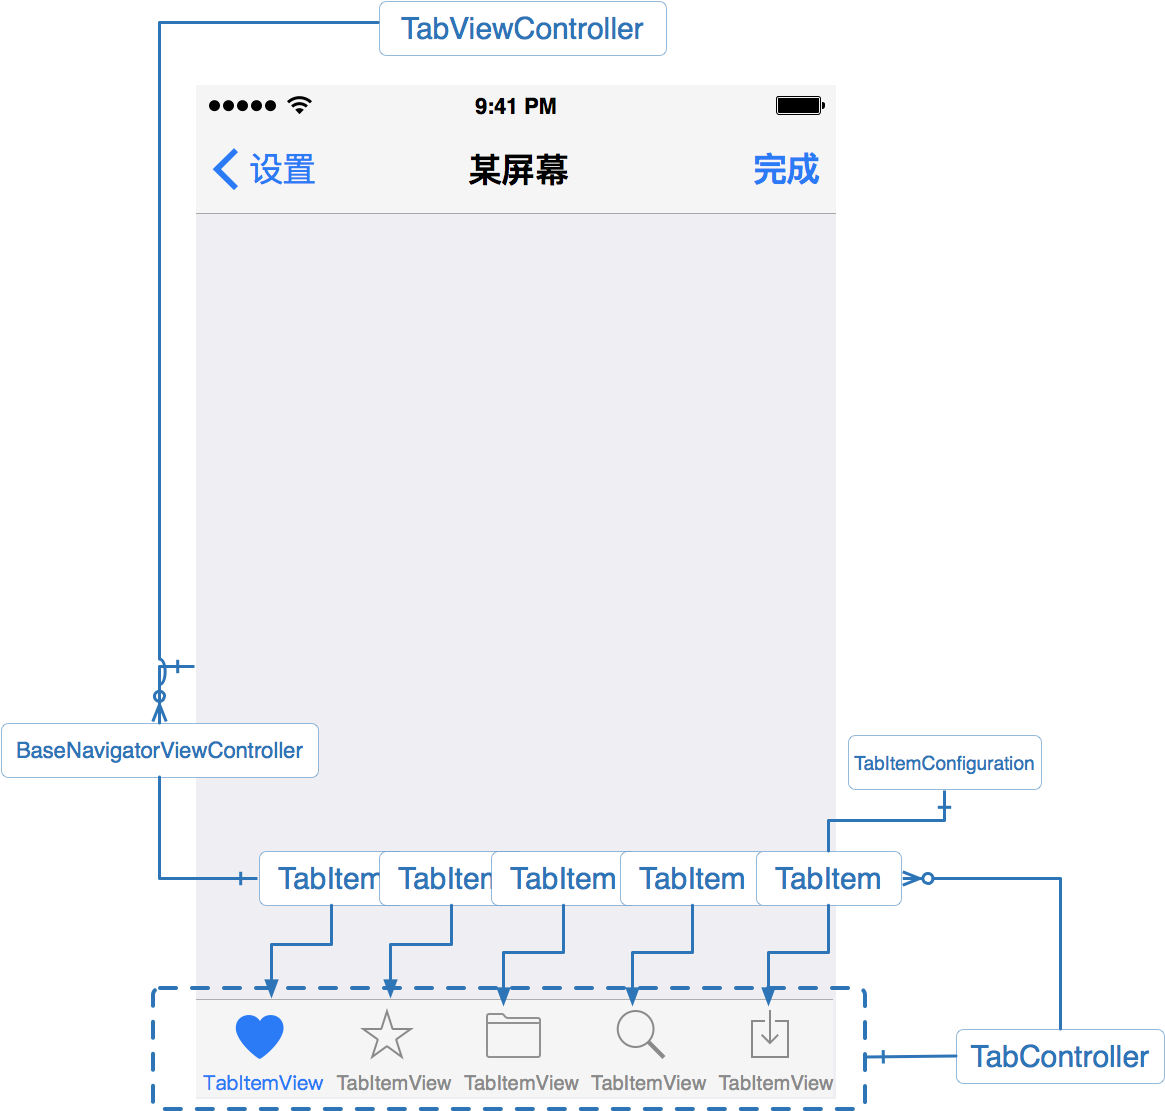 TabViewController
9:41 PM
设置
某屏幕
完成
BaseNavigatorViewController
TabItemConfiguration
TabItem
TabItem
TabItem
TabItem
TabItem
TabController
TabItemView
TabItemView
TabItemView
TabItemView
TabItemView